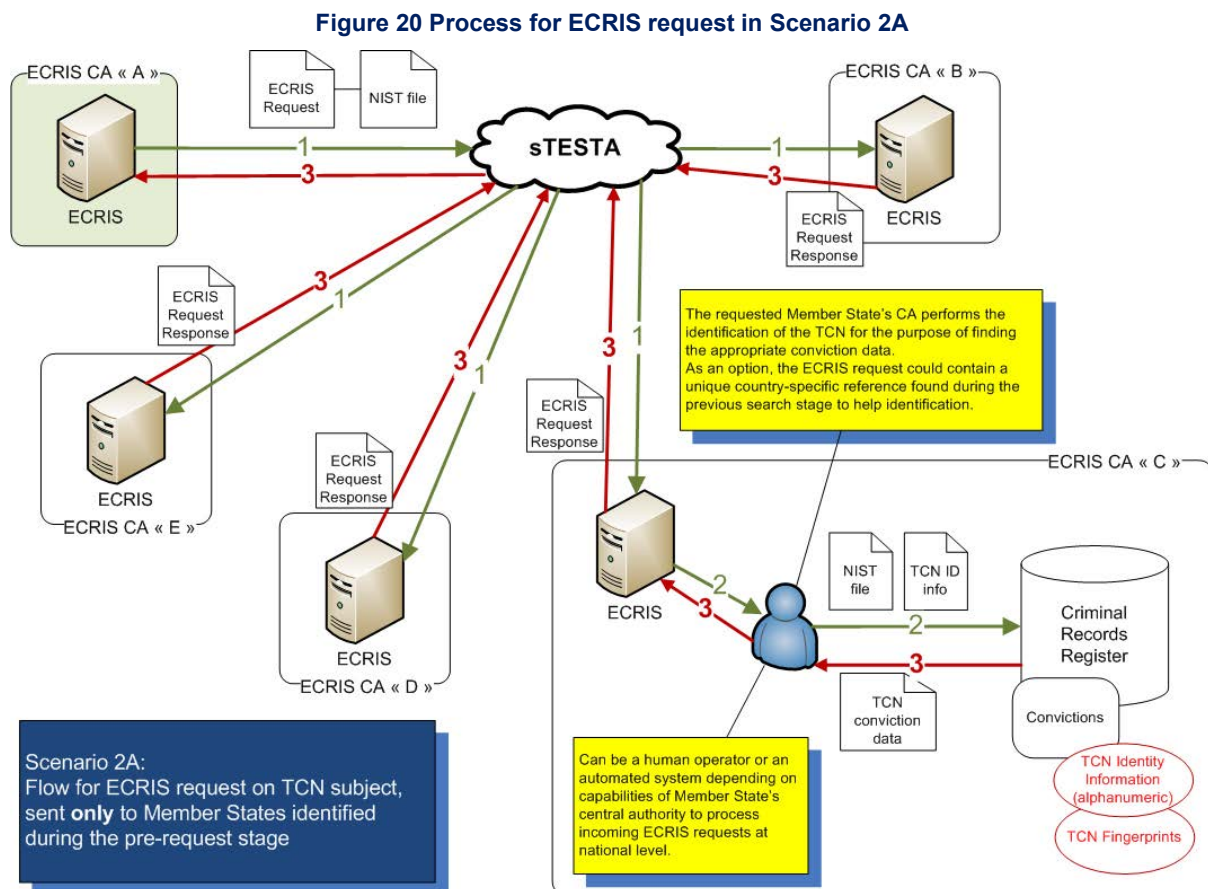 Figure 20 Process for ECRIS request in Scenario 2A
ECRIS CA « A »
ECRIS
Request
NIST file
ECRIS CA « B »
sTESTA
1
1
3
3
ECRIS
ECRIS
ECRIS
Request
Response
3
1
ECRIS
Request
Response
3
1
1
3
The requested Member State's CA performs the
identification of the TCN for the purpose of finding
the appropriate conviction data.
As an option, the ECRIS request could contain a
unique country-specific reference found during the
previous search stage to help identification.
ECRIS
Request
Response
ECRIS
Request
Response
ECRIS
ECRIS CA « E »
ECRIS
ECRIS CA « D »
ECRIS CA « C »
ECRIS
2
3
NIST
file
TCN ID
info
2
3
Criminal
Records
Register
TCN
conviction
data
Convictions
TCN Identity
Information
(alphanumeric)
TCN Fingerprints
Scenario 2A:
Flow for ECRIS request on TCN subject,
sent only to Member States identified
during the pre-request stage
Can be a human operator or an
automated system depending on
capabilities of Member State's
central authority to process
incoming ECRIS requests at
national level.